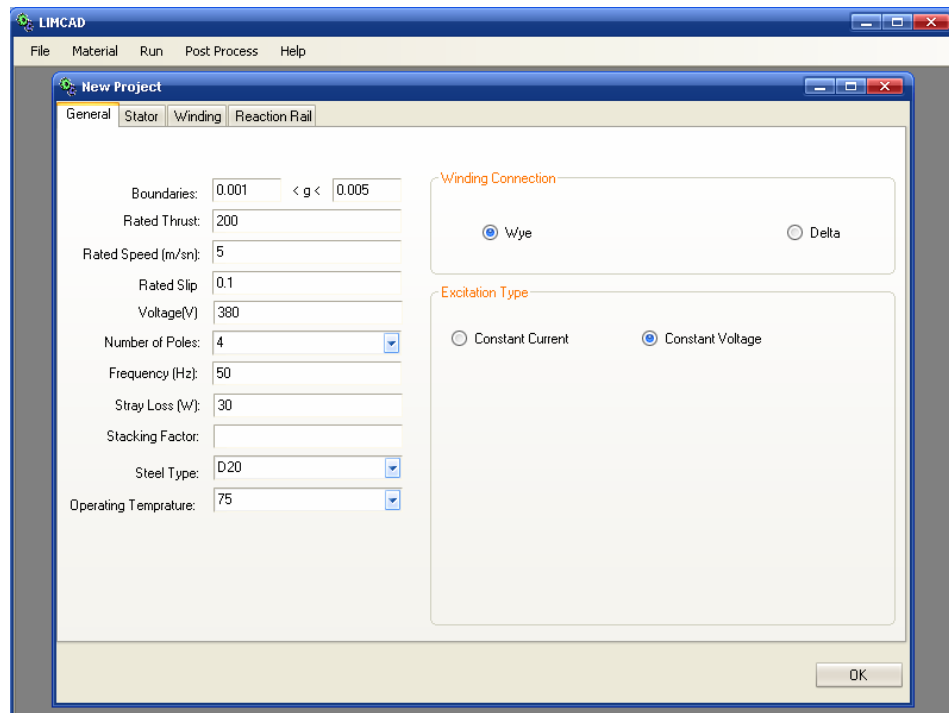 LIMCAD
File Material Run Post Process Help
New Project
General Stator Winding Reaction Rail
Boundaries: 0.001 < g < 0.005
Rated Thrust: 200
Rated Speed (m/sn): 5
Rated Slip 0.1
Voltage(V) 380
Number of Poles: 4
Frequency (Hz): 50
Stray Loss (W): 30
Stacking Factor:
Steel Type: D20
Operating Temprature: 75
Winding Connection
Wye Delta
Excitation Type
Constant Current Constant Voltage
OK